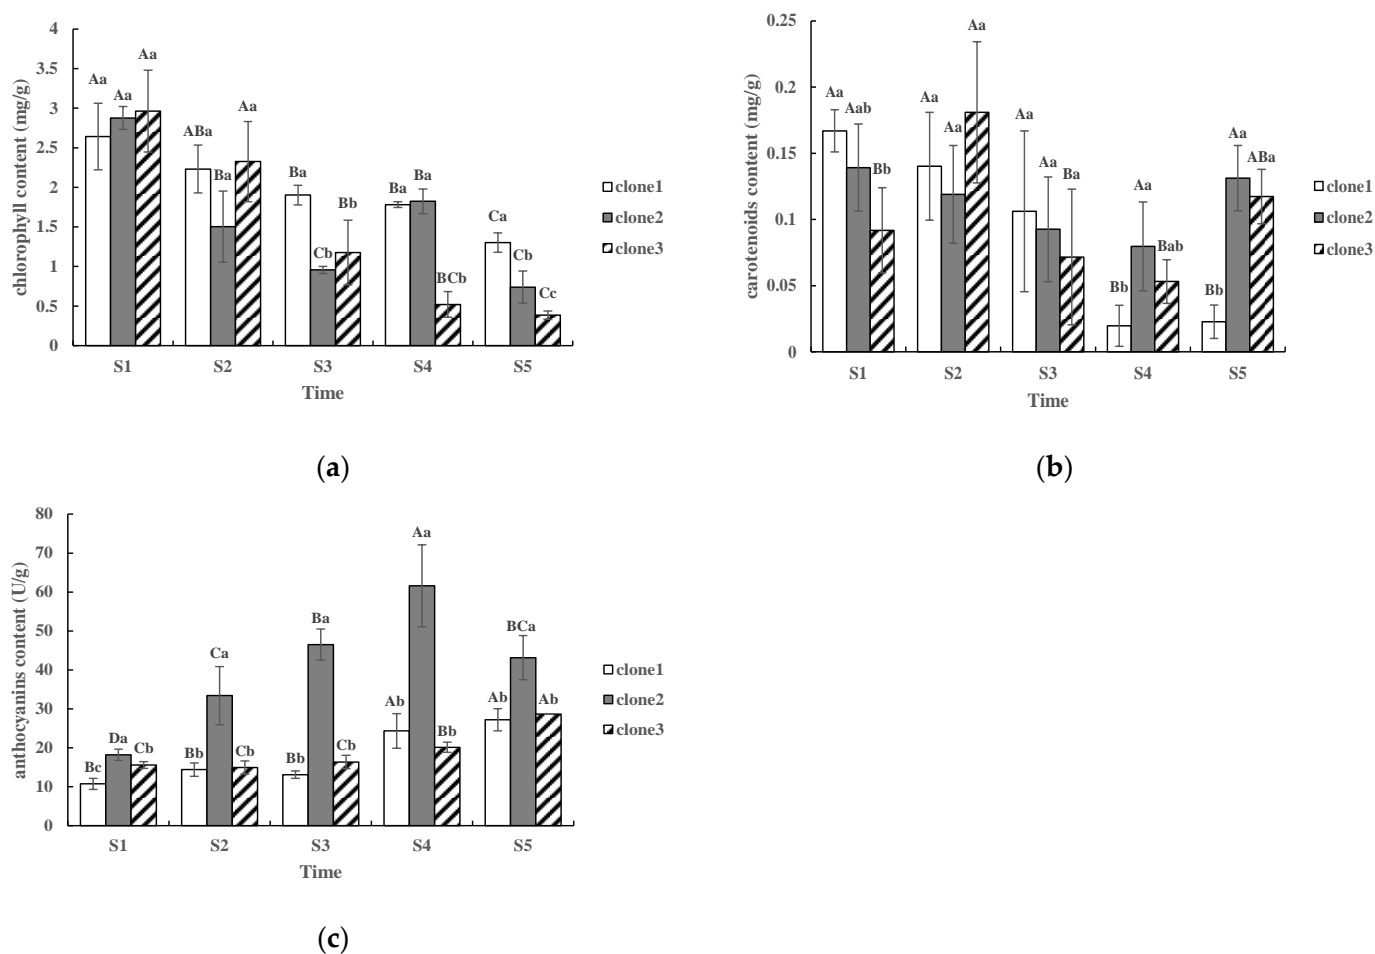 4
3.5
3
2.5
2
1.5
1
0.5
0
chlorophyll content (mg/g)
Aa Aa Aa
ABa Ba Aa
Ba Cb Bb
Ba Ba BCb
Ca Cb Cc
S1 S2 S3 S4 S5
Time
clone1
clone2
clone3
(a)
0.25
0.2
0.15
0.1
0.05
0
carotenoids content (mg/g)
Aa Aab Bb
Aa Aa Aa
Aa Aa Ba
Bb Aa Bab
Bb Aa ABa
S1 S2 S3 S4 S5
Time
clone1
clone2
clone3
(b)
80
70
60
50
40
30
20
10
0
anthocyanins content (U/g)
Bc Da Cb
Bb Ca Cb
Bb Ba Cb
Ab Aa Bb
Ab BCa Ab
S1 S2 S3 S4 S5
Time
clone1
clone2
clone3
(c)